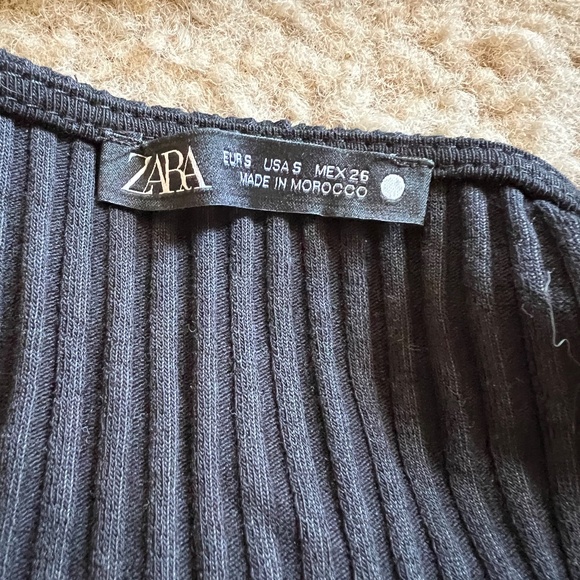 ZARA
EUR S USA S MEX 26
MADE IN MOROCCO